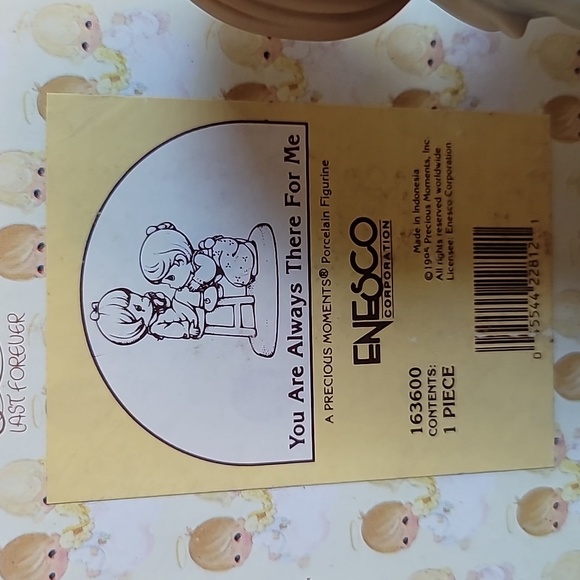 LAST FOREVER
You Are Always There For Me
A PRECIOUS MOMENTS® Porcelain Figurine
ENESCO
CORPORATION
163600
CONTENTS:
1 PIECE
Made in Indonesia
©1995 Precious Moments, Inc.
All rights reserved worldwide
Licensee: Enesco Corporation
0 45544 22812 1